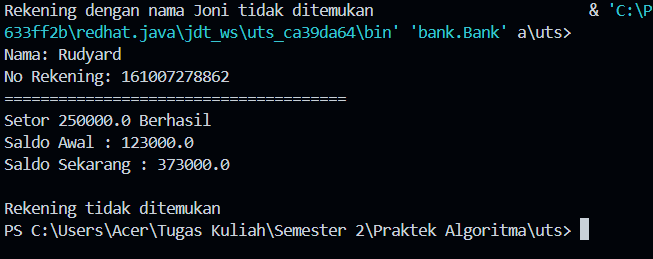 Rekening dengan nama Joni tidak ditemukan & 'C:\P
633ff2b\redhat.java\jdt_ws\uts_ca39da64\bin' 'bank.Bank' a\uts>
Nama: Rudyard
No Rekening: 161007278862
======================================
Setor 250000.0 Berhasil
Saldo Awal : 123000.0
Saldo Sekarang : 373000.0
Rekening tidak ditemukan
PS C:\Users\Acer\Tugas Kuliah\Semester 2\Praktek Algoritma\uts>